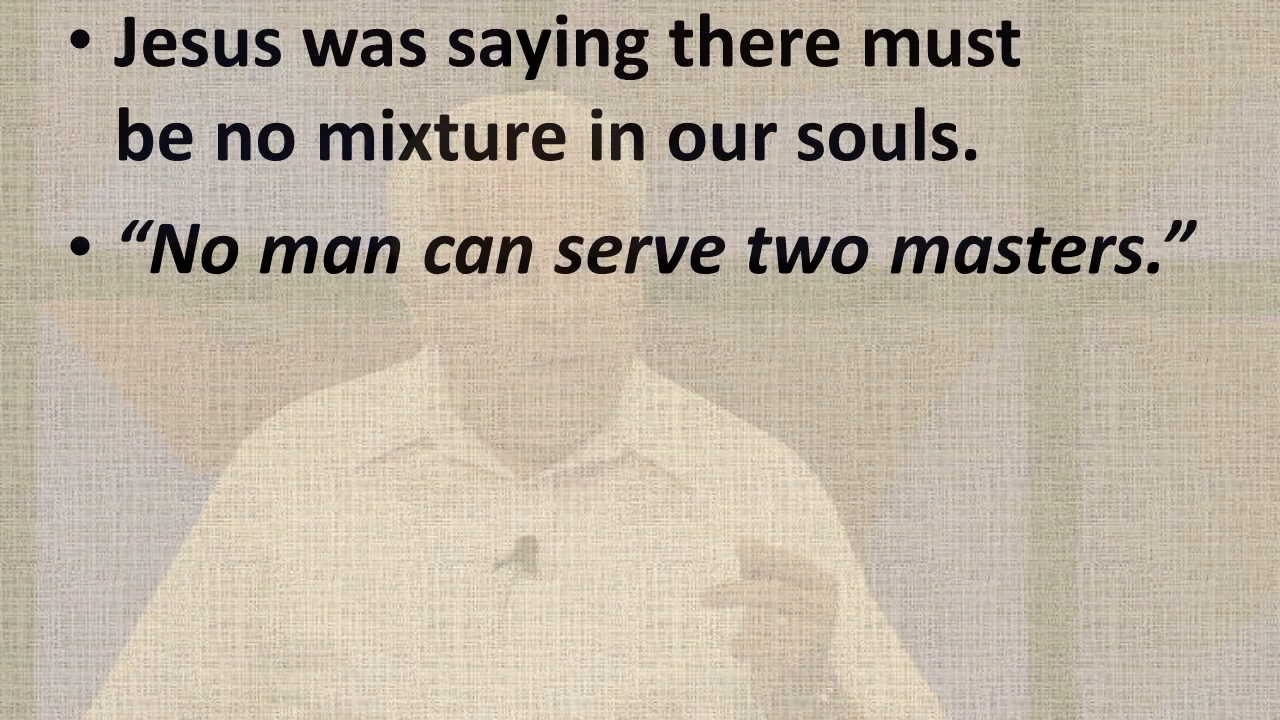 • Jesus was saying there must
be no mixture in our souls.
• “No man can serve two masters.”